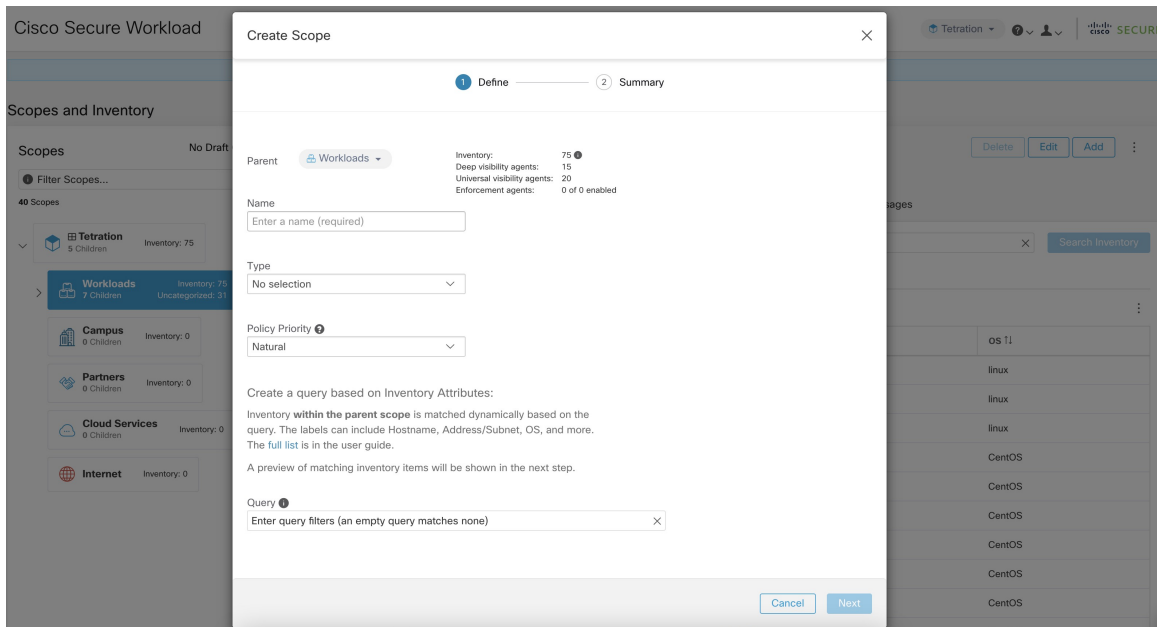 Cisco Secure Workload
Tetration
CISCO SECURE
Create Scope
1 Define 2 Summary
Scopes and Inventory
Scopes No Draft
Filter Scopes...
40 Scopes
Tetration
5 Children
Inventory: 75
Workloads
7 Children
Inventory: 75
Uncategorized: 31
Campus
0 Children
Inventory: 0
Partners
0 Children
Inventory: 0
Cloud Services
0 Children
Inventory: 0
Internet
Inventory: 0
Parent Workloads
Inventory: 75
Deep visibility agents: 15
Universal visibility agents: 20
Enforcement agents: 0 of 0 enabled
Name
Enter a name (required)
Type
No selection
Policy Priority
Natural
Create a query based on Inventory Attributes:
Inventory within the parent scope is matched dynamically based on the
query. The labels can include Hostname, Address/Subnet, OS, and more.
The full list is in the user guide.
A preview of matching inventory items will be shown in the next step.
Query
Enter query filters (an empty query matches none)
Cancel Next
Delete Edit Add
Search Inventory
os
linux
linux
linux
CentOS
CentOS
CentOS
CentOS
CentOS
CentOS